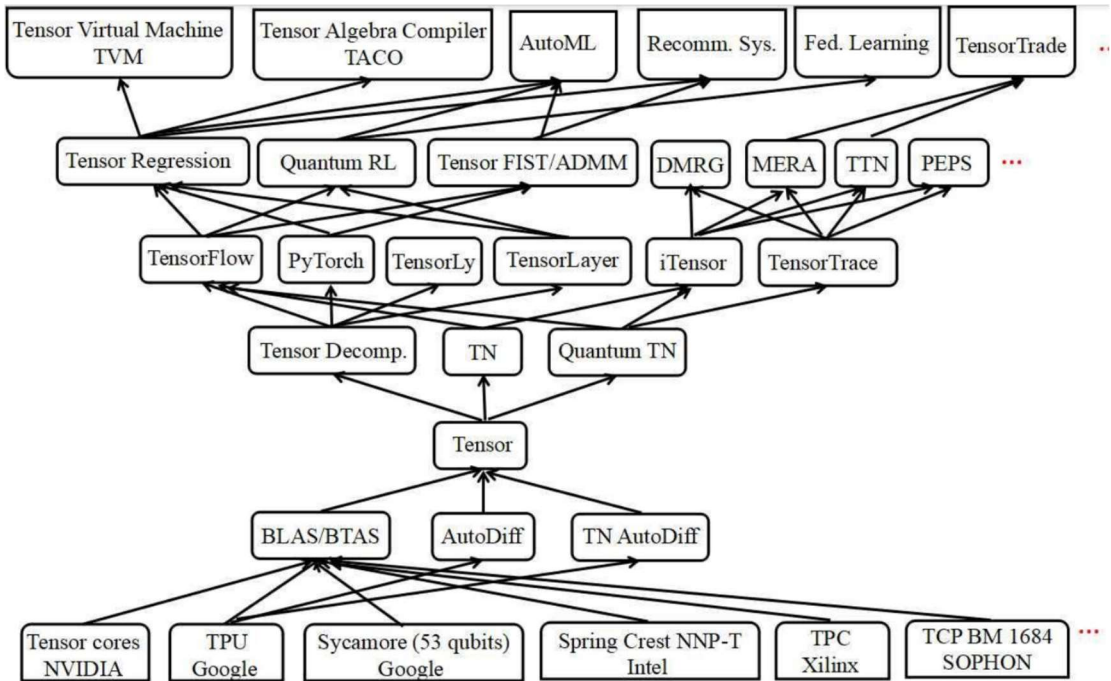 Tensor Virtual Machine
TVM
Tensor Algebra Compiler
TACO
AutoML
Recomm. Sys.
Fed. Learning
TensorTrade
...
Tensor Regression
Quantum RL
Tensor FIST/ADMM
DMRG
MERA
TTN
PEPS
...
TensorFlow
PyTorch
TensorLy
TensorLayer
iTensor
TensorTrace
Tensor Decomp.
TN
Quantum TN
Tensor
BLAS/BTAS
AutoDiff
TN AutoDiff
Tensor cores
NVIDIA
TPU
Google
Sycamore (53 qubits)
Google
Spring Crest NNP-T
Intel
TPC
Xilinx
TCP BM 1684
SOPHON
...